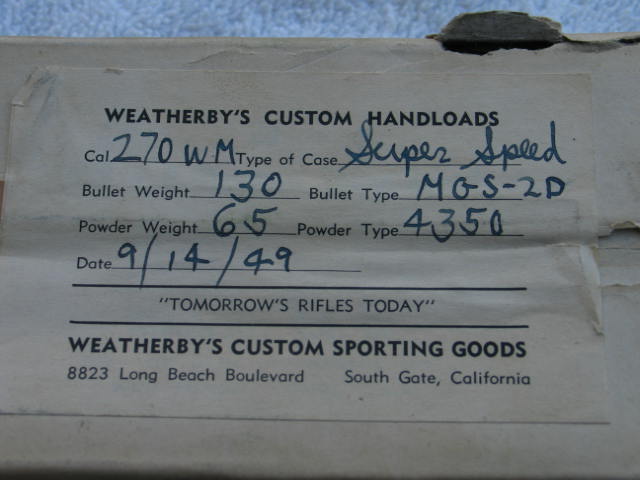 WEATHERBY'S CUSTOM HANDLOADS
Cal 270 WM Type of Case Super Speed
Bullet Weight 130 Bullet Type MGS-2D
Powder Weight 65 Powder Type 4350
Date 9/14/49
"TOMORROW'S RIFLES TODAY"
WEATHERBY'S CUSTOM SPORTING GOODS
8823 Long Beach Boulevard South Gate, California